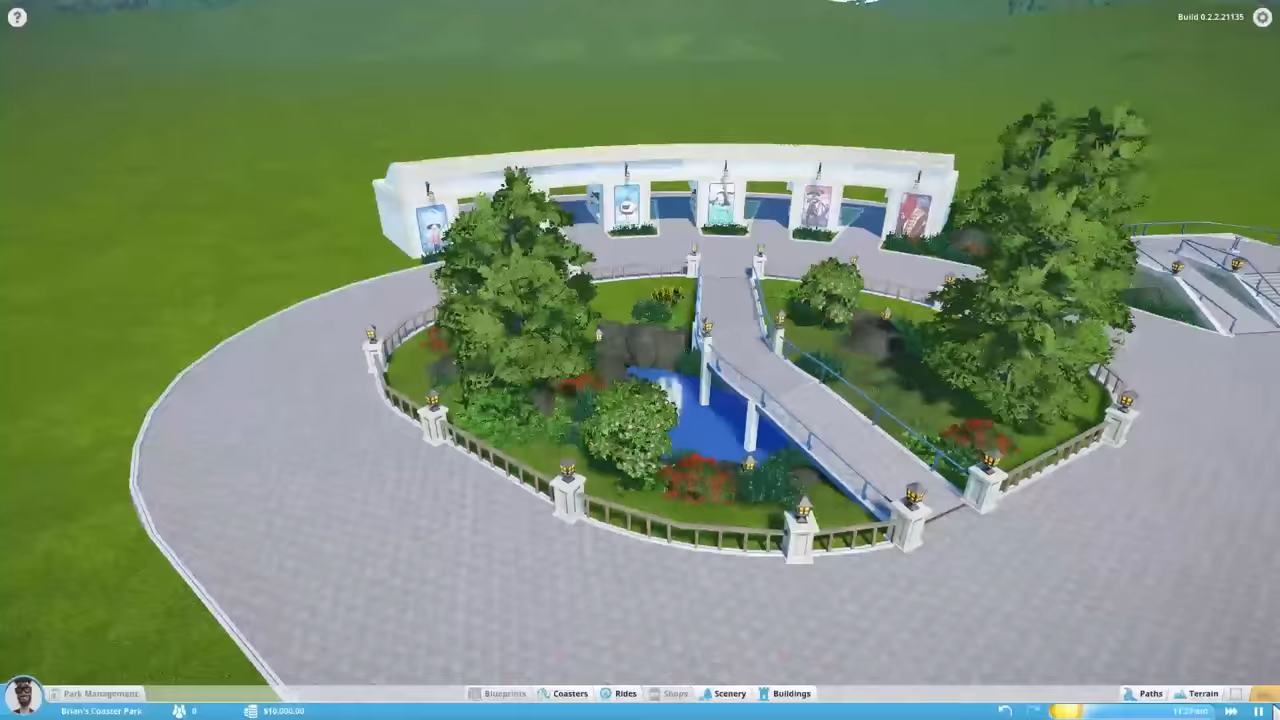 ?
Build 0.2.2.21135
Park Management
Blueprints
Coasters
Rides
Shops
Scenery
Buildings
Paths
Terrain
Brian's Coaster Park
0
$10,000.00